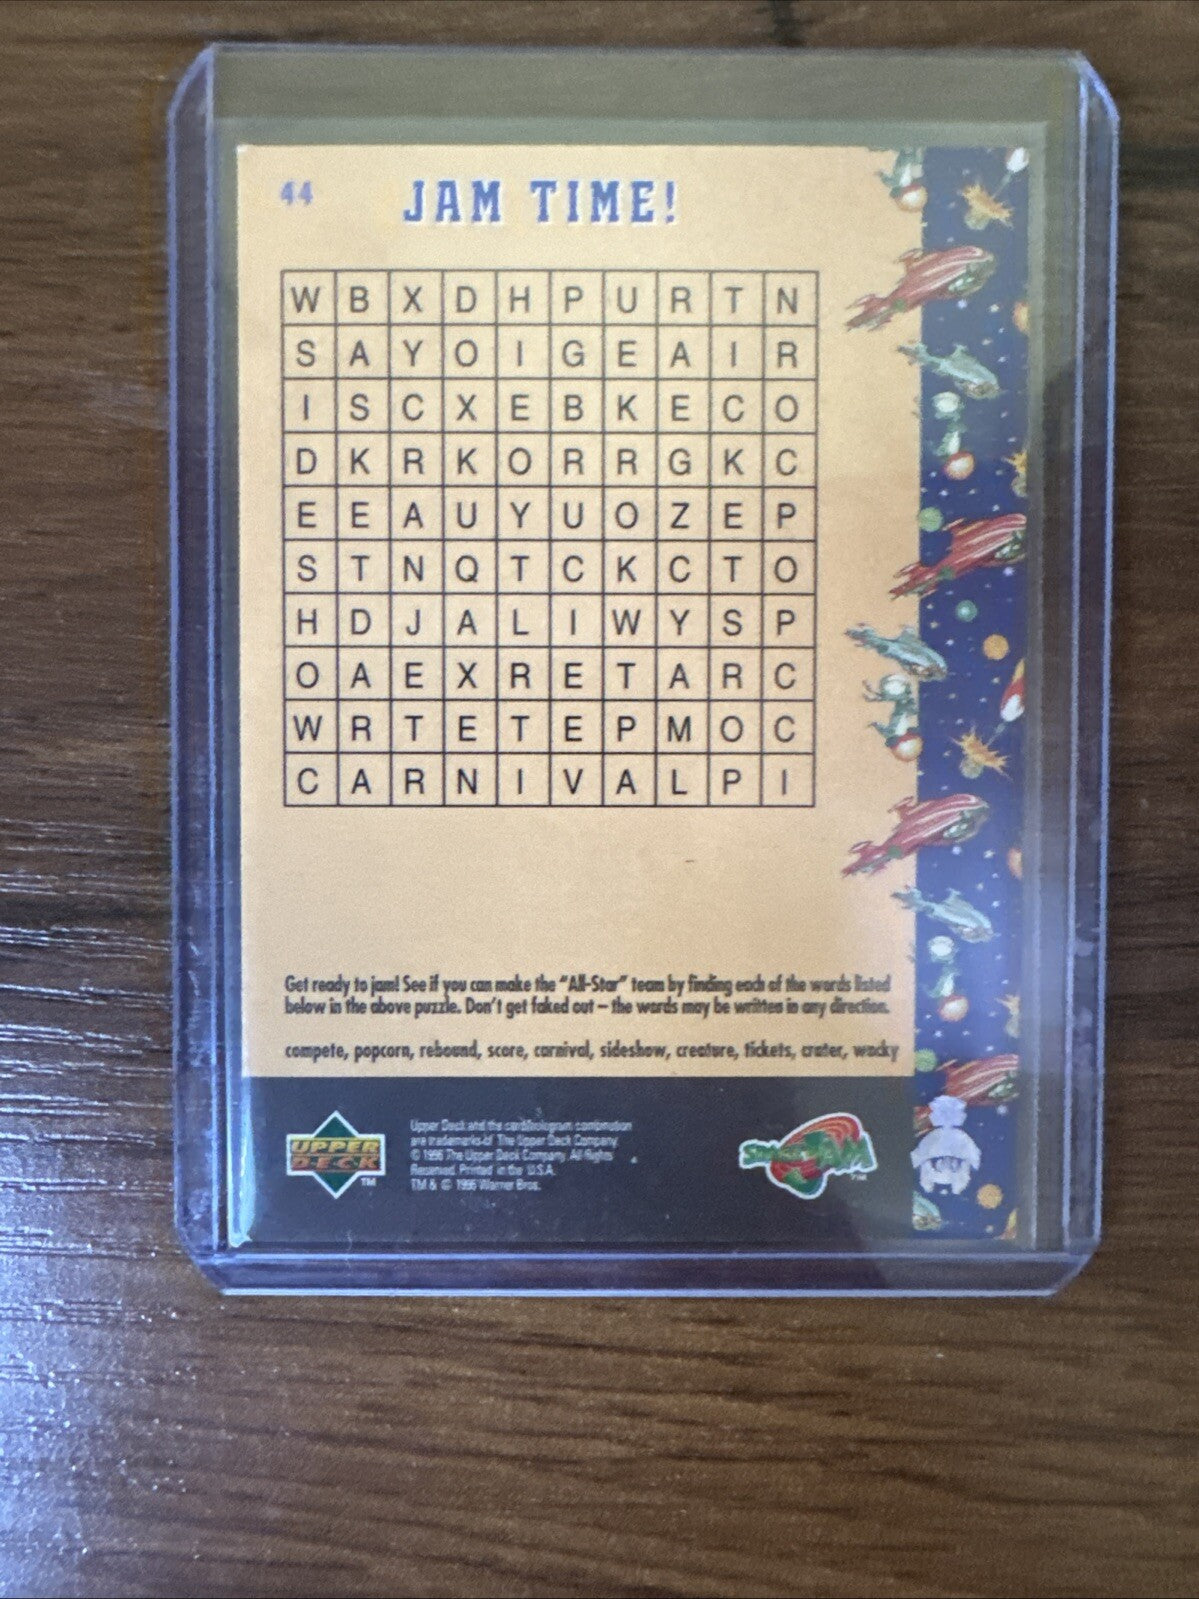 44 JAM TIME!
W B X D H P U R T N
S A Y O I G E A I R
I S C X E B K E C O
D K R K O R R G K C
E E A U Y U O Z E P
S T N Q T C K C T O
H D J A L I W Y S P
O A E X R E T A R C
W R T E T E P M O C
C A R N I V A L P I
Get ready to jam! See if you can make the "All-Star" team by finding each of the words listed
below in the above puzzle. Don't get faked out – the words may be written in any direction.
compete, popcorn, rebound, score, carnival, sideshow, creature, tickets, crater, wacky
UPPER
DECK
TM
Upper Deck and the card/hologram combination
are trademarks of The Upper Deck Company.
© 1996 The Upper Deck Company. All Rights
Reserved. Printed in the U.S.A.
TM & © 1996 Warner Bros.
SPACE JAM
TM